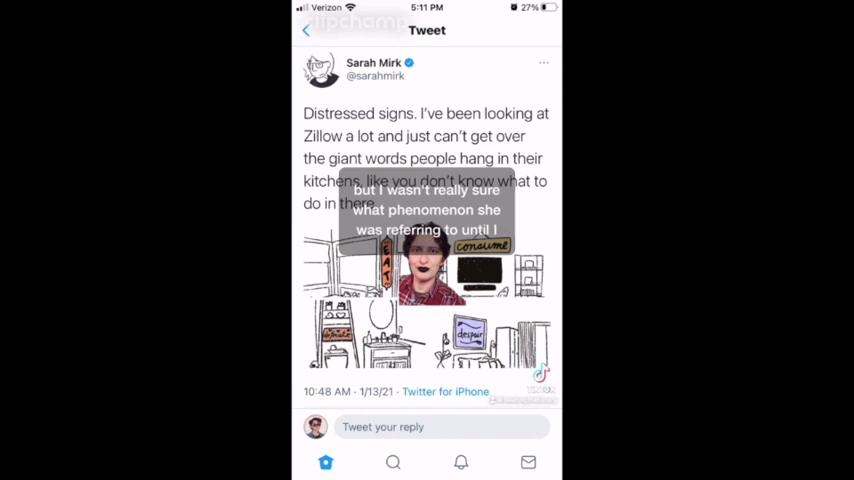 Verizon 5:11 PM 27%
clipchamp
Tweet
Sarah Mirk
@sarahmirk
Distressed signs. I've been looking at
Zillow a lot and just can't get over
the giant words people hang in their
kitchens, like you don't know what to
do in there.
but I wasn't really sure
what phenomenon she
was referring to until I
EAT
consume
despair
10:48 AM · 1/13/21 · Twitter for iPhone
Tweet your reply